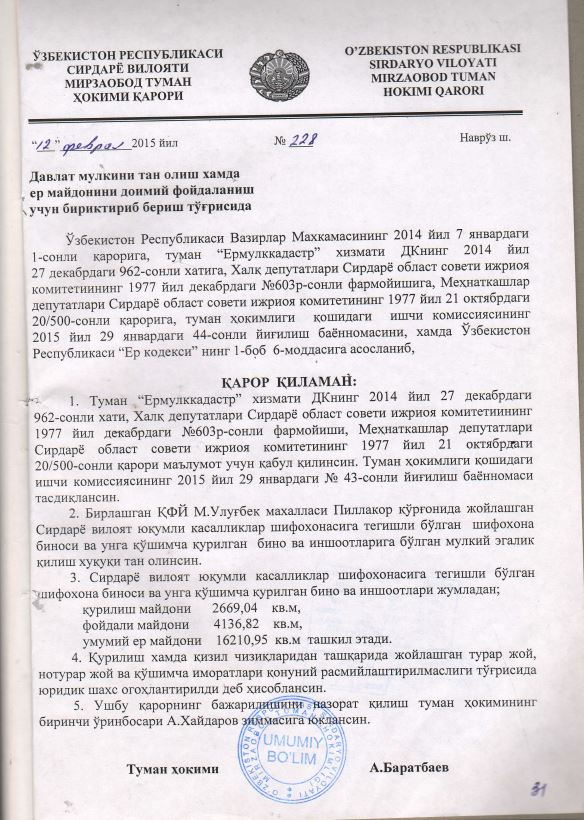 ЎЗБЕКИСТОН РЕСПУБЛИКАСИ
СИРДАРЁ ВИЛОЯТИ
МИРЗАОБОД ТУМАН
ҲОКИМИ ҚАРОРИ
O'ZBEKISTON RESPUBLIKASI
SIRDARYO VILOYATI
MIRZAOBOD TUMAN
HOKIMI QARORI
“12” феврал 2015 йил № 228 Наврўз ш.
Давлат мулкини тан олиш хамда
ер майдонини доимий фойдаланиш
учун бириктириб бериш тўғрисида
Ўзбекистон Республикаси Вазирлар Махкамасининг 2014 йил 7 январдаги
1-сонли қарорига, туман “Ермулккадастр” хизмати ДКнинг 2014 йил
27 декабрдаги 962-сонли хатига, Халқ депутатлари Сирдарё област совети ижроия
комитетиининг 1977 йил декабрдаги №603р-сонли фармойишига, Меҳнаткашлар
депутатлари Сирдарё област совети ижроия комитетининг 1977 йил 21 октябрдаги
20/500-сонли қарорига, туман ҳокимлиги қошидаги ишчи комиссиясининг
2015 йил 29 январдаги 44-сонли йиғилиш баённомасини, хамда Ўзбекистон
Республикаси “Ер кодекси” нинг 1-боб 6-моддасига асосланиб,
ҚАРОР ҚИЛАМАН:
1. Туман “Ермулккадастр” хизмати ДКнинг 2014 йил 27 декабрдаги
962-сонли хати, Халқ депутатлари Сирдарё област совети ижроия комитетиининг
1977 йил декабрдаги №603р-сонли фармойиши, Меҳнаткашлар депутатлари
Сирдарё област совети ижроия комитетининг 1977 йил 21 октябрдаги
20/500-сонли қарори маълумот учун қабул қилинсин. Туман ҳокимлиги қошидаги
ишчи комиссиясининг 2015 йил 29 январдаги № 43-сонли йиғилиш баённомаси
тасдиқлансин.
2. Бирлашган ҚФЙ М.Улуғбек махалласи Пиллакор қўрғонида жойлашган
Сирдарё вилоят юқумли касалликлар шифохонасига тегишли бўлган шифохона
биноси ва унга қўшимча қурилган бино ва иншоотларига бўлган мулкий эгалик
қилиш хуқуқи тан олинсин.
3. Сирдарё вилоят юқумли касалликлар шифохонасига тегишли бўлган
шифохона биноси ва унга қўшимча қурилган бино ва иншоотлари жумладан;
қурилиш майдони 2669,04 кв.м,
фойдали майдони 4136,82 кв.м,
умумий ер майдони 16210,95 кв.м ташкил этади.
4. Қурилиш хамда қизил чизиқларидан ташқарида жойлашган турар жой,
нотурар жой ва қўшимча иморатлари қонуний расмийлаштирилмаслиги тўғрисида
юридик шахс огоҳлантирилди деб ҳисоблансин.
5. Ушбу қарорнинг бажарилишини назорат қилиш туман ҳокимининг
биринчи ўринбосари А.Хайдаров зиммасига юклансин.
UMUMIY
BO'LIM
Туман ҳокими А.Баратбаев
31